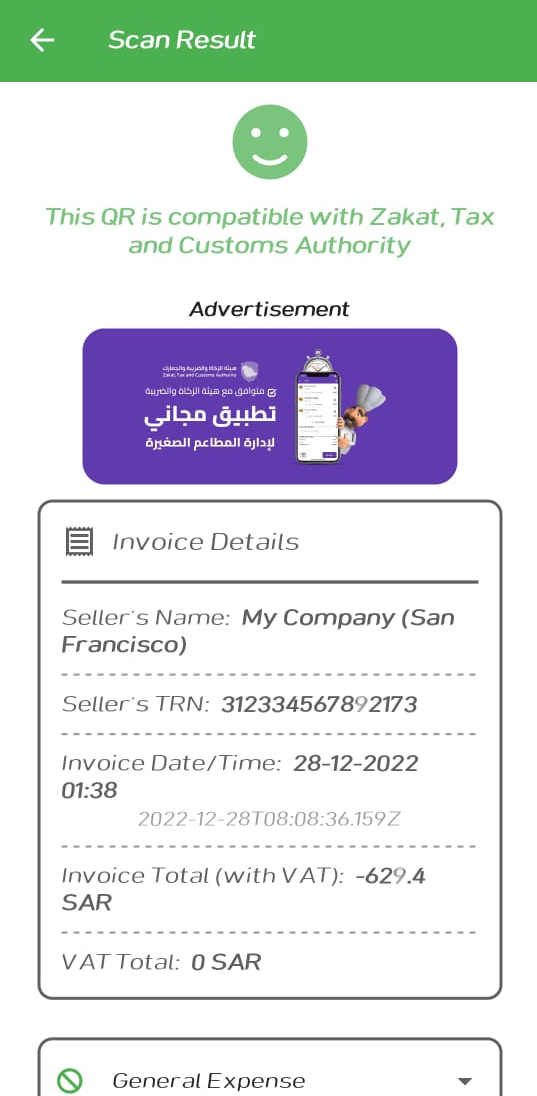 Scan Result
This QR is compatible with Zakat, Tax
and Customs Authority
Advertisement
هيئة الزكاة والضريبة والجمارك
Zakat, Tax and Customs Authority
متوافق مع هيئة الزكاة والضريبة
تطبيق مجاني
لإدارة المطاعم الصغيرة
Invoice Details
Seller's Name: My Company (San
Francisco)
Seller's TRN: 312334567892173
Invoice Date/Time: 28-12-2022
01:38
2022-12-28T08:08:36.159Z
Invoice Total (with VAT): -629.4
SAR
VAT Total: 0 SAR
General Expense